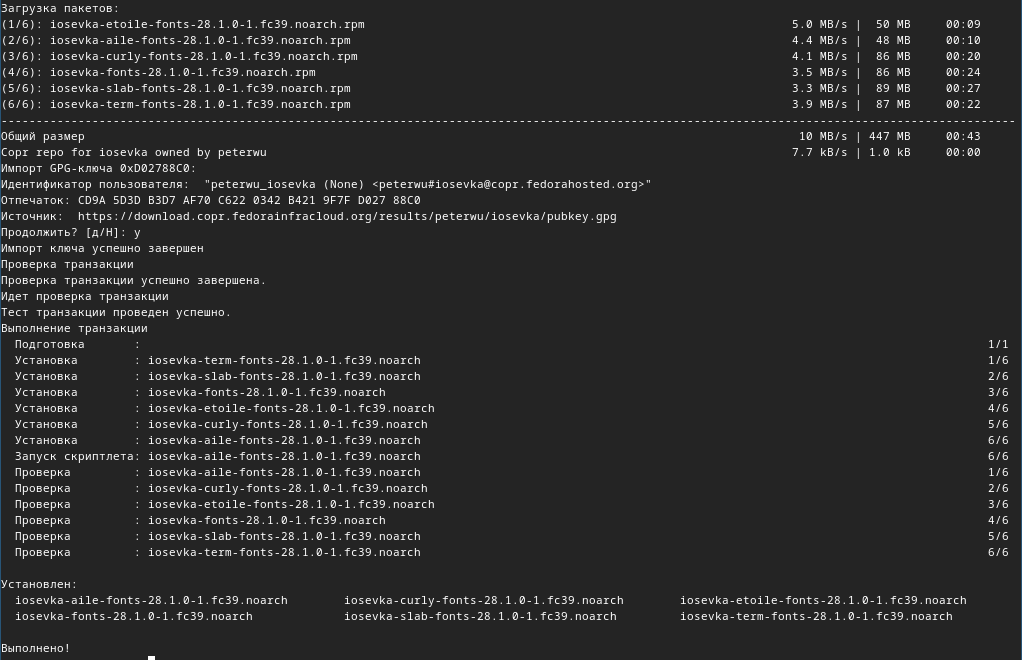 Загрузка пакетов:
(1/6): iosevka-etoile-fonts-28.1.0-1.fc39.noarch.rpm 5.0 MB/s | 50 MB 00:09
(2/6): iosevka-aile-fonts-28.1.0-1.fc39.noarch.rpm 4.4 MB/s | 48 MB 00:10
(3/6): iosevka-curly-fonts-28.1.0-1.fc39.noarch.rpm 4.1 MB/s | 86 MB 00:20
(4/6): iosevka-fonts-28.1.0-1.fc39.noarch.rpm 3.5 MB/s | 86 MB 00:24
(5/6): iosevka-slab-fonts-28.1.0-1.fc39.noarch.rpm 3.3 MB/s | 89 MB 00:27
(6/6): iosevka-term-fonts-28.1.0-1.fc39.noarch.rpm 3.9 MB/s | 87 MB 00:22
--------------------------------------------------------------------------------
Общий размер 10 MB/s | 447 MB 00:43
Copr repo for iosevka owned by peterwu 7.7 kB/s | 1.0 kB 00:00
Импорт GPG-ключа 0xD02788C0:
Идентификатор пользователя: "peterwu_iosevka (None) <peterwu#iosevka@copr.fedorahosted.org>"
Отпечаток: CD9A 5D3D B3D7 AF70 C622 0342 B421 9F7F D027 88C0
Источник: https://download.copr.fedorainfracloud.org/results/peterwu/iosevka/pubkey.gpg
Продолжить? [д/Н]: y
Импорт ключа успешно завершен
Проверка транзакции
Проверка транзакции успешно завершена.
Идет проверка транзакции
Тест транзакции проведен успешно.
Выполнение транзакции
Подготовка : 1/1
Установка : iosevka-term-fonts-28.1.0-1.fc39.noarch 1/6
Установка : iosevka-slab-fonts-28.1.0-1.fc39.noarch 2/6
Установка : iosevka-fonts-28.1.0-1.fc39.noarch 3/6
Установка : iosevka-etoile-fonts-28.1.0-1.fc39.noarch 4/6
Установка : iosevka-curly-fonts-28.1.0-1.fc39.noarch 5/6
Установка : iosevka-aile-fonts-28.1.0-1.fc39.noarch 6/6
Запуск скриптлета: iosevka-aile-fonts-28.1.0-1.fc39.noarch 6/6
Проверка : iosevka-aile-fonts-28.1.0-1.fc39.noarch 1/6
Проверка : iosevka-curly-fonts-28.1.0-1.fc39.noarch 2/6
Проверка : iosevka-etoile-fonts-28.1.0-1.fc39.noarch 3/6
Проверка : iosevka-fonts-28.1.0-1.fc39.noarch 4/6
Проверка : iosevka-slab-fonts-28.1.0-1.fc39.noarch 5/6
Проверка : iosevka-term-fonts-28.1.0-1.fc39.noarch 6/6
Установлен:
iosevka-aile-fonts-28.1.0-1.fc39.noarch iosevka-curly-fonts-28.1.0-1.fc39.noarch iosevka-etoile-fonts-28.1.0-1.fc39.noarch
iosevka-fonts-28.1.0-1.fc39.noarch iosevka-slab-fonts-28.1.0-1.fc39.noarch iosevka-term-fonts-28.1.0-1.fc39.noarch
Выполнено!